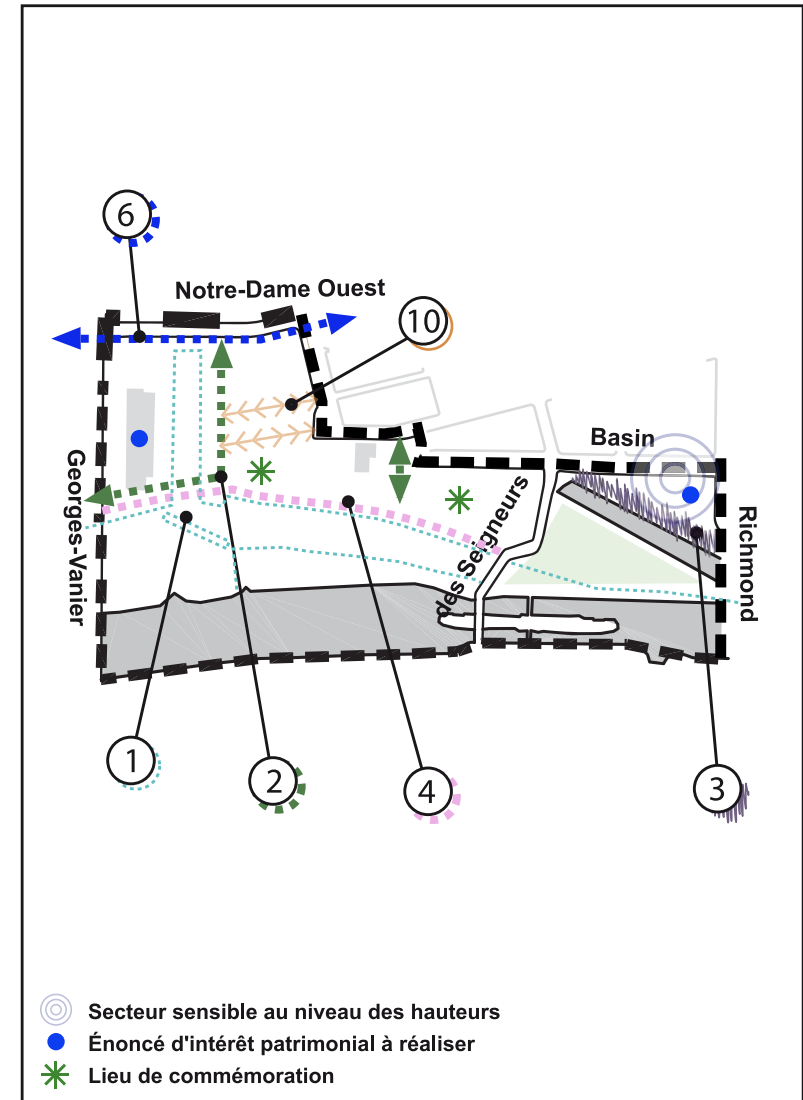 6
Notre-Dame Ouest
10
Basin
Georges-Vanier
des Seigneurs
Richmond
1
2
4
3
Secteur sensible au niveau des hauteurs
Énoncé d'intérêt patrimonial à réaliser
Lieu de commémoration